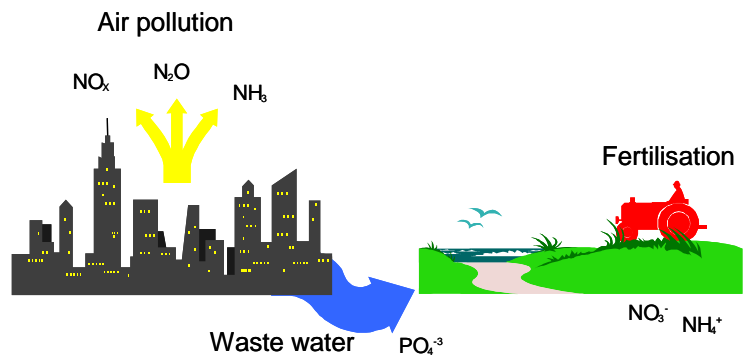 Air pollution
NOₓ
N₂O
NH₃
Fertilisation
NO₃⁻
NH₄⁺
Waste water
PO₄⁻³